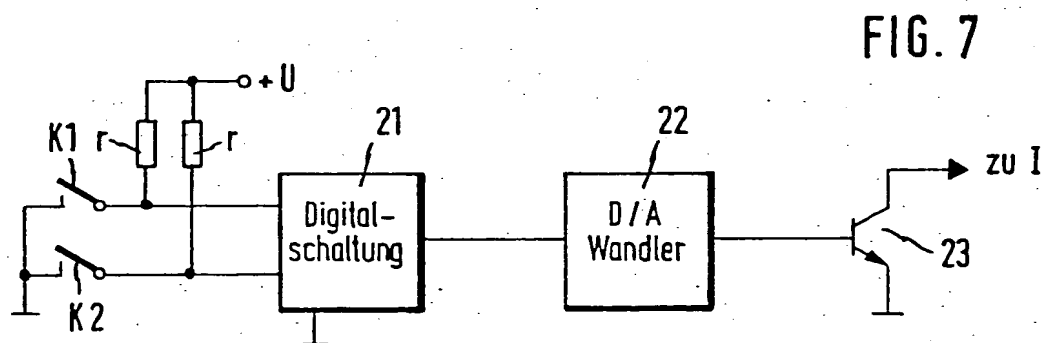 FIG. 7
+ U
K1
r
r
21
22
zu I
Digital-
schaltung
D / A
Wandler
23
K2